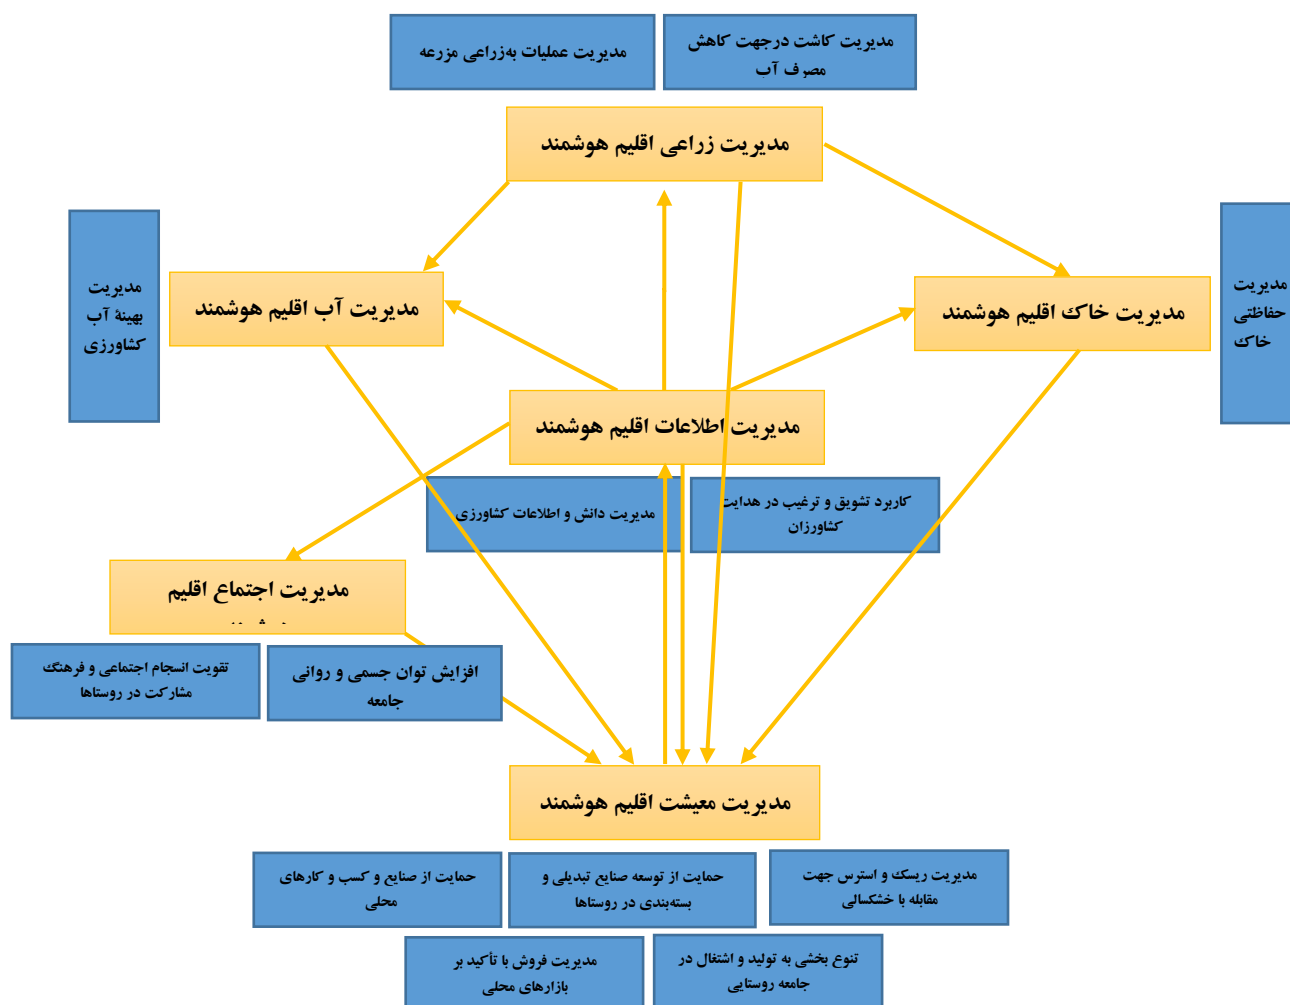 مدیریت کاشت درجهت کاهش
مصرف آب
مدیریت عملیات به‌زراعی مزرعه
مدیریت زراعی اقلیم هوشمند
مدیریت
حفاظتی
خاک
مدیریت خاک اقلیم هوشمند
مدیریت آب اقلیم هوشمند
مدیریت
بهینهٔ آب
کشاورزی
مدیریت اطلاعات اقلیم هوشمند
کاربرد تشویق و ترغیب در هدایت
کشاورزان
مدیریت دانش و اطلاعات کشاورزی
مدیریت اجتماع اقلیم
افزایش توان جسمی و روانی
جامعه
تقویت انسجام اجتماعی و فرهنگ
مشارکت در روستاها
مدیریت معیشت اقلیم هوشمند
مدیریت ریسک و استرس جهت
مقابله با خشکسالی
حمایت از توسعه صنایع تبدیلی و
بسته‌بندی در روستاها
حمایت از صنایع و کسب و کارهای
محلی
تنوع بخشی به تولید و اشتغال در
جامعه روستایی
مدیریت فروش با تأکید بر
بازارهای محلی